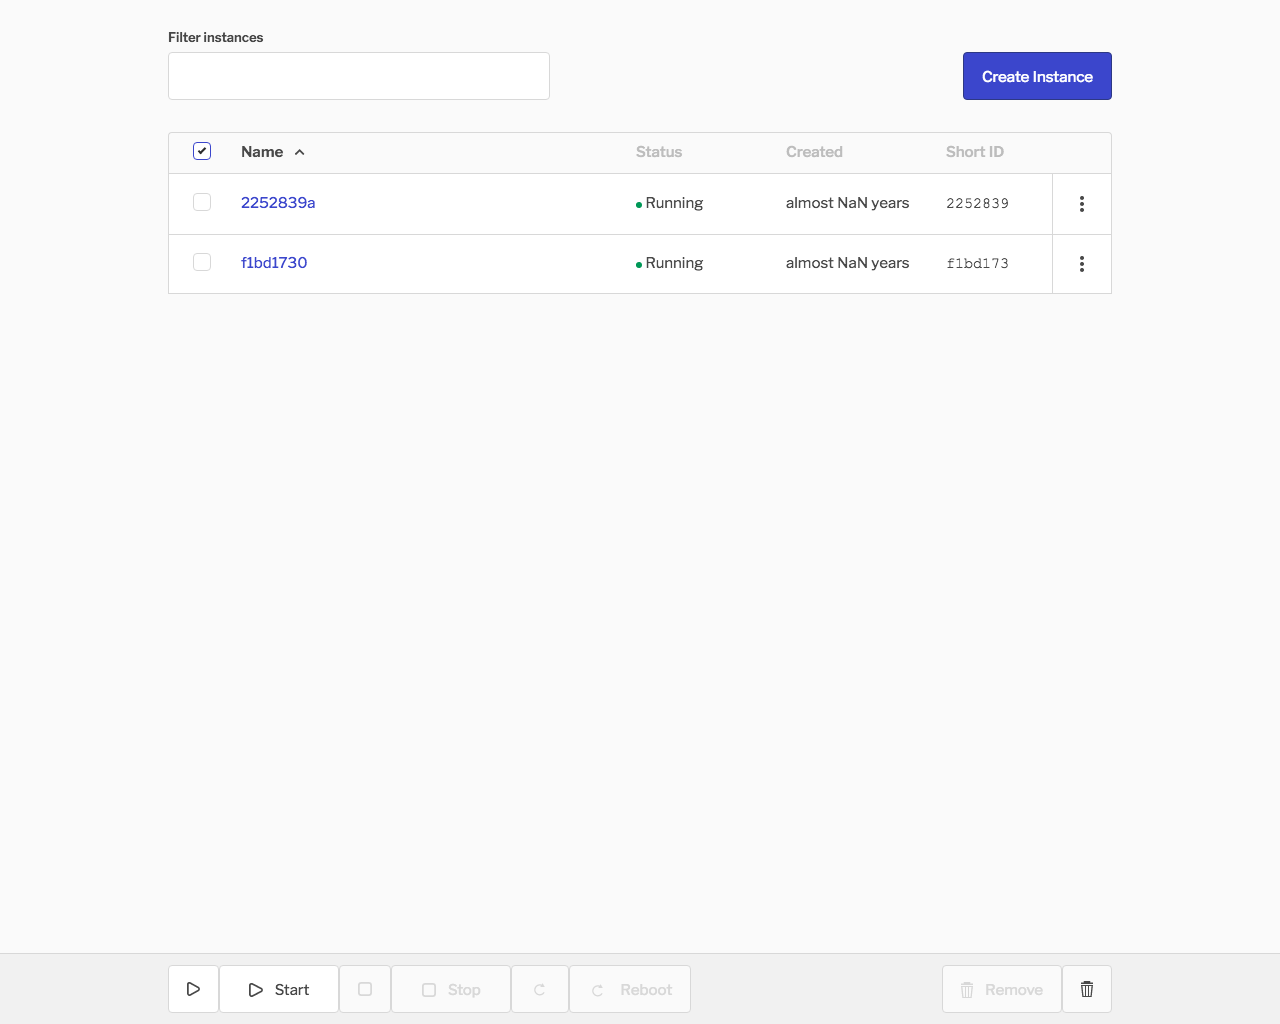 Filter instances
Create Instance
Name Status Created Short ID
2252839a Running almost NaN years 2252839
f1bd1730 Running almost NaN years f1bd173
Start Stop Reboot Remove